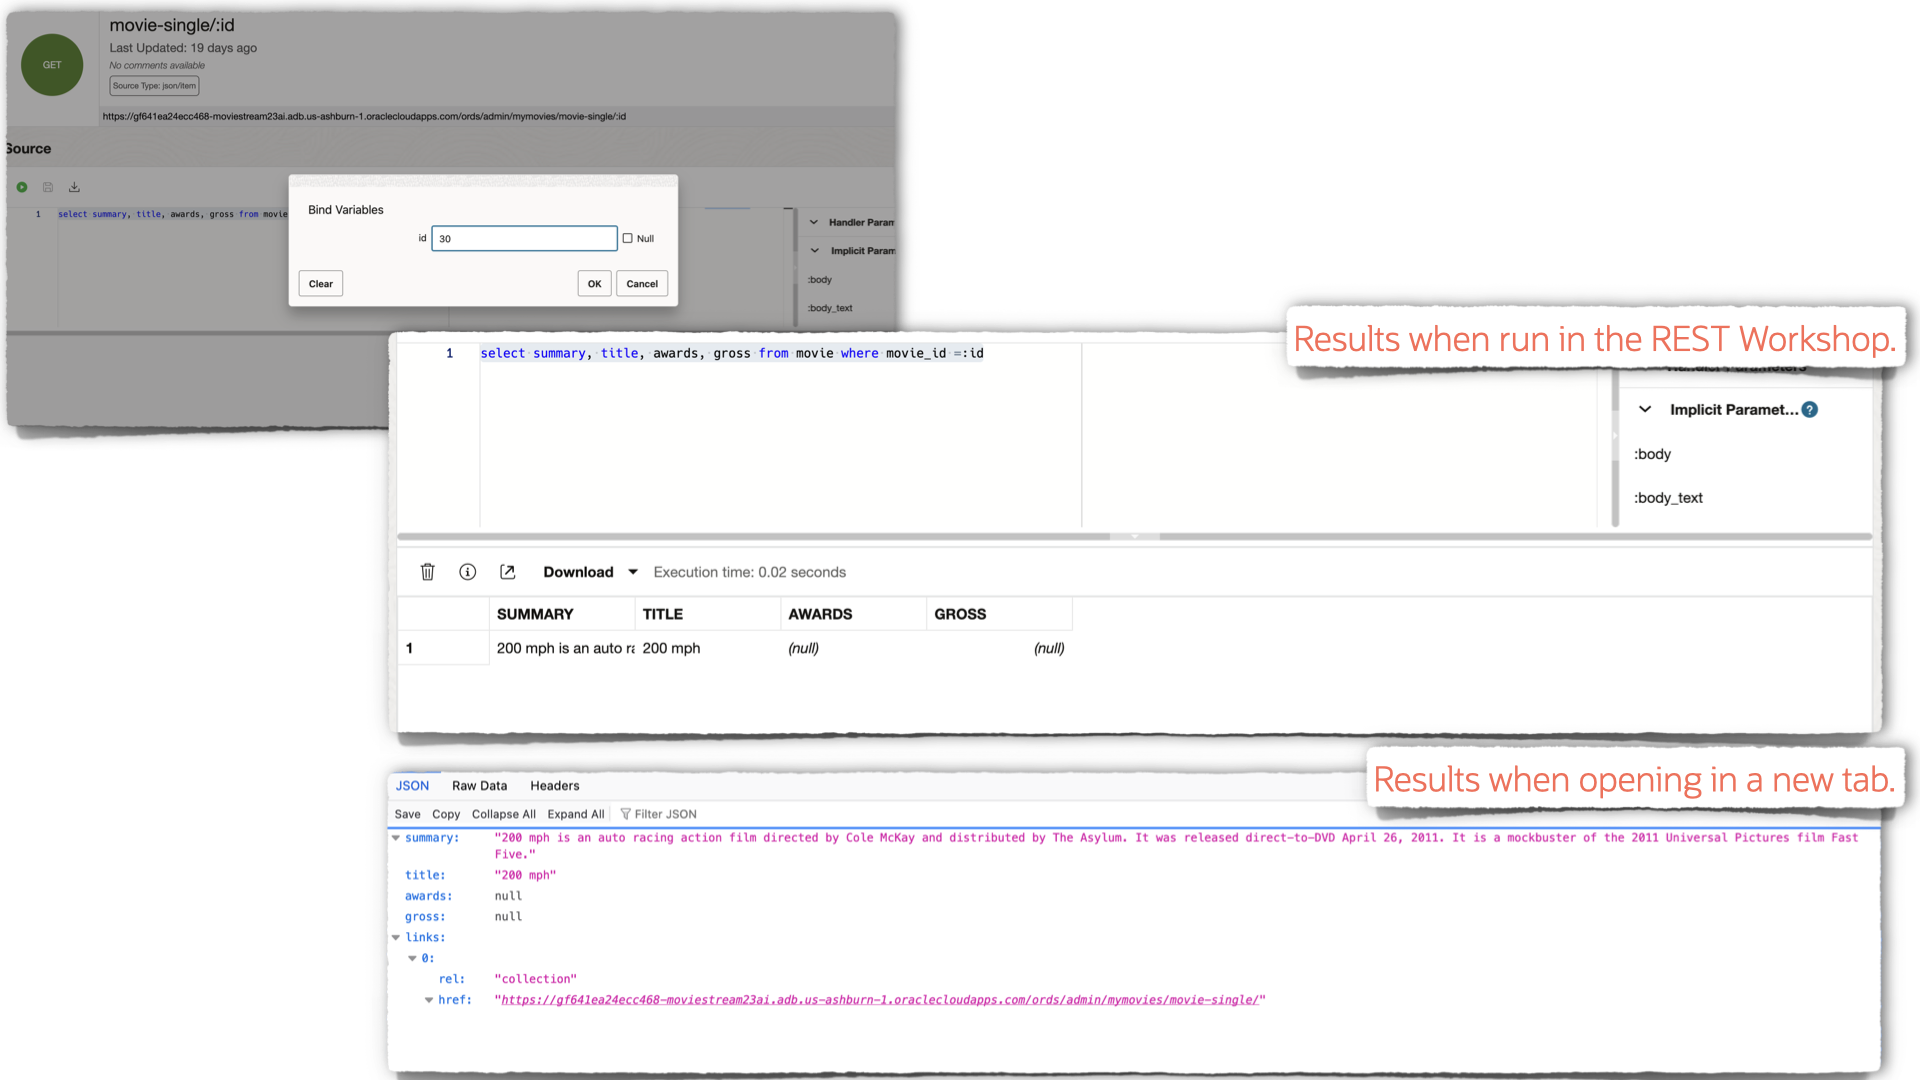 movie-single/:id
Last Updated: 19 days ago
GET
No comments available
Source Type: json/item
https://gf641ea24ecc468-moviestream23ai.adb.us-ashburn-1.oraclecloudapps.com/ords/admin/mymovies/movie-single/:id
Source
1 select summary, title, awards, gross from movie
Bind Variables
id 30 Null
Clear OK Cancel
Handler Param
Implicit Param
:body
:body_text
Results when run in the REST Workshop.
1 select summary, title, awards, gross from movie where movie_id =:id
Handler Parameters
Implicit Paramet... ?
:body
:body_text
Download Execution time: 0.02 seconds
SUMMARY TITLE AWARDS GROSS
1 200 mph is an auto ra 200 mph (null) (null)
Results when opening in a new tab.
JSON Raw Data Headers
Save Copy Collapse All Expand All Filter JSON
summary: "200 mph is an auto racing action film directed by Cole McKay and distributed by The Asylum. It was released direct-to-DVD April 26, 2011. It is a mockbuster of the 2011 Universal Pictures film Fast
Five."
title: "200 mph"
awards: null
gross: null
links:
0:
rel: "collection"
href: "https://gf641ea24ecc468-moviestream23ai.adb.us-ashburn-1.oraclecloudapps.com/ords/admin/mymovies/movie-single/"